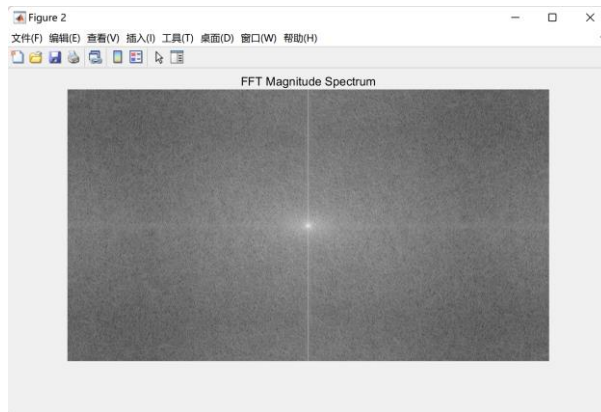 Figure 2
文件(F) 编辑(E) 查看(V) 插入(I) 工具(T) 桌面(D) 窗口(W) 帮助(H)
FFT Magnitude Spectrum